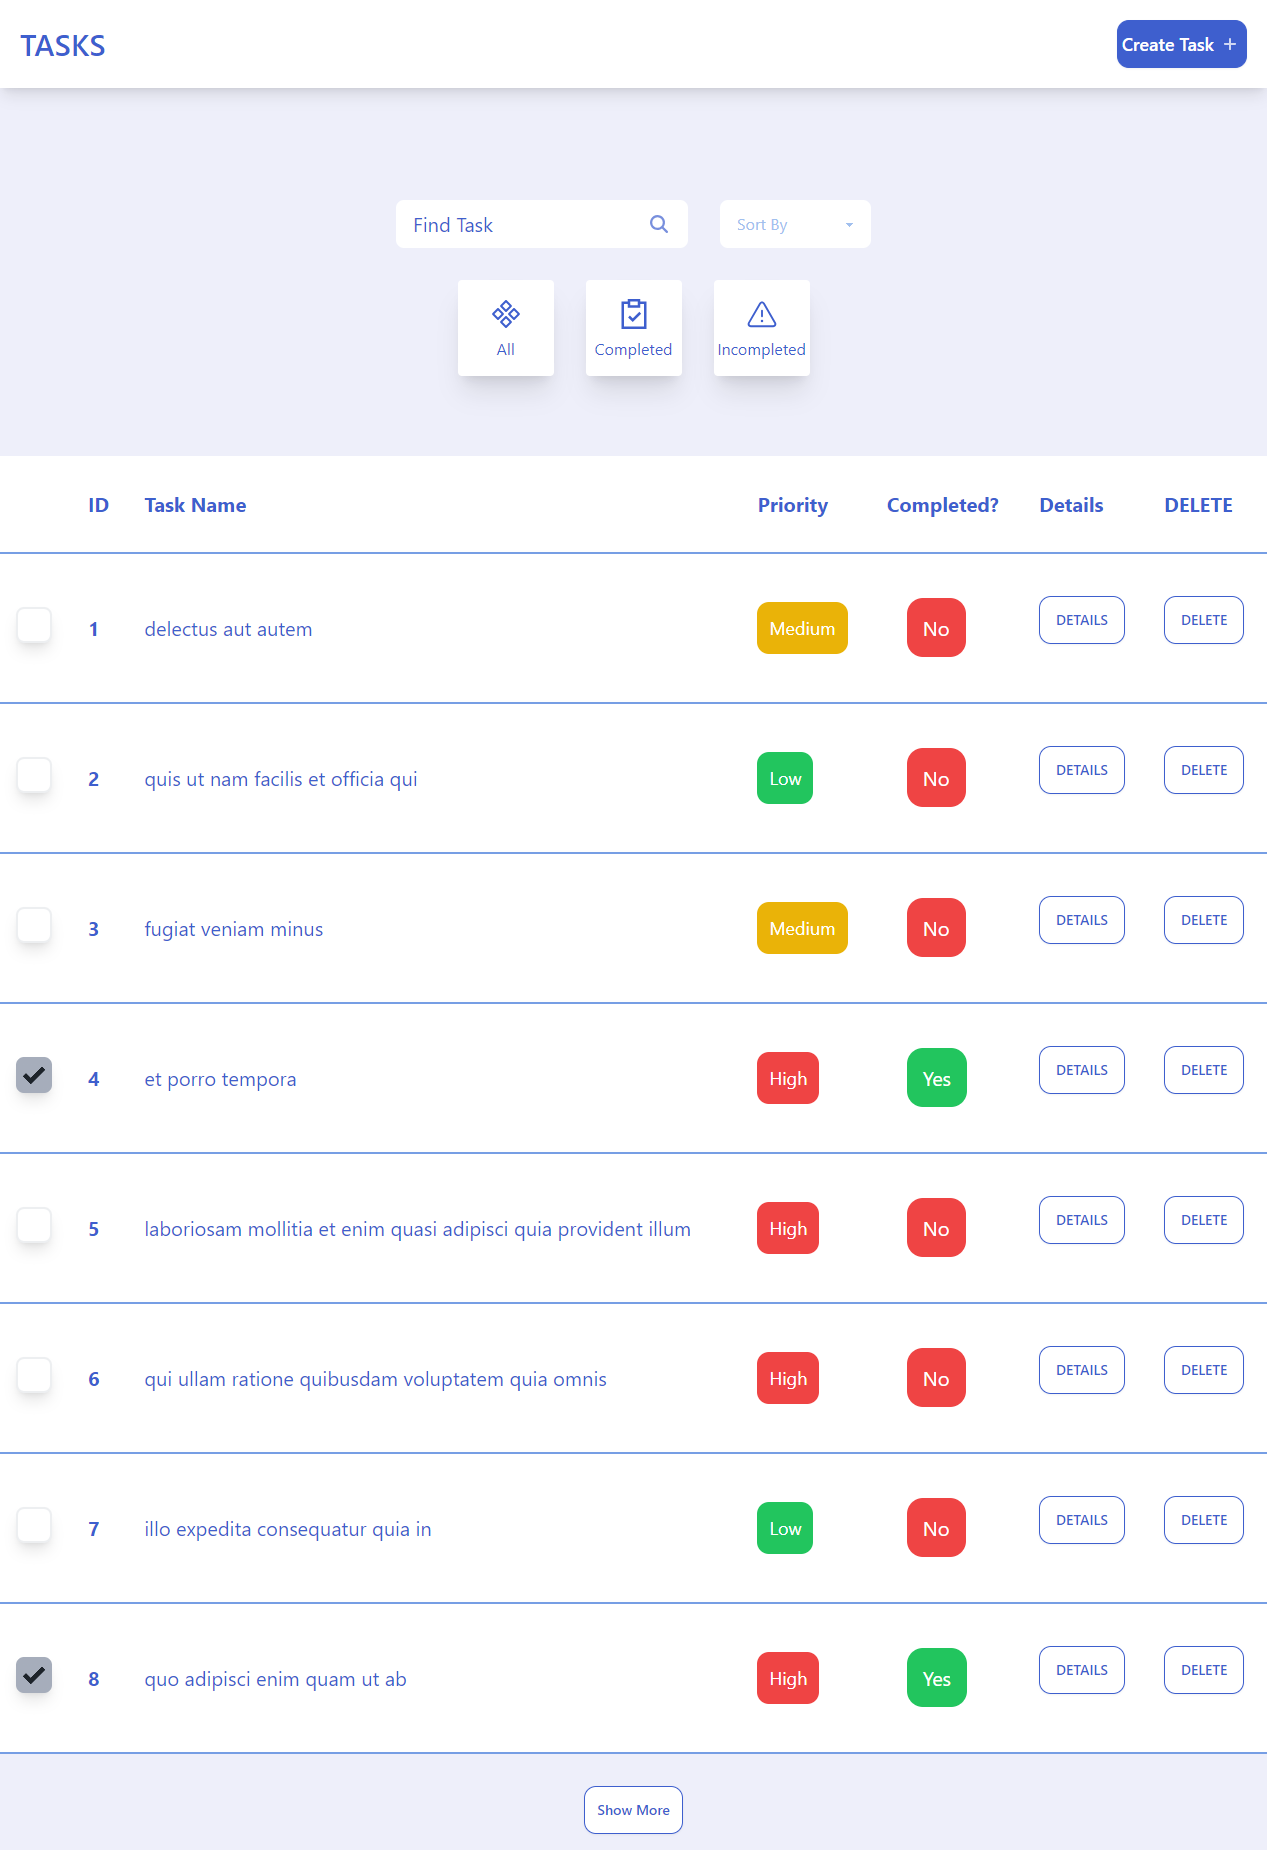 TASKS
Create Task +
Find Task
Sort By
All
Completed
Incompleted
ID Task Name Priority Completed? Details DELETE
1 delectus aut autem Medium No DETAILS DELETE
2 quis ut nam facilis et officia qui Low No DETAILS DELETE
3 fugiat veniam minus Medium No DETAILS DELETE
4 et porro tempora High Yes DETAILS DELETE
5 laboriosam mollitia et enim quasi adipisci quia provident illum High No DETAILS DELETE
6 qui ullam ratione quibusdam voluptatem quia omnis High No DETAILS DELETE
7 illo expedita consequatur quia in Low No DETAILS DELETE
8 quo adipisci enim quam ut ab High Yes DETAILS DELETE
Show More